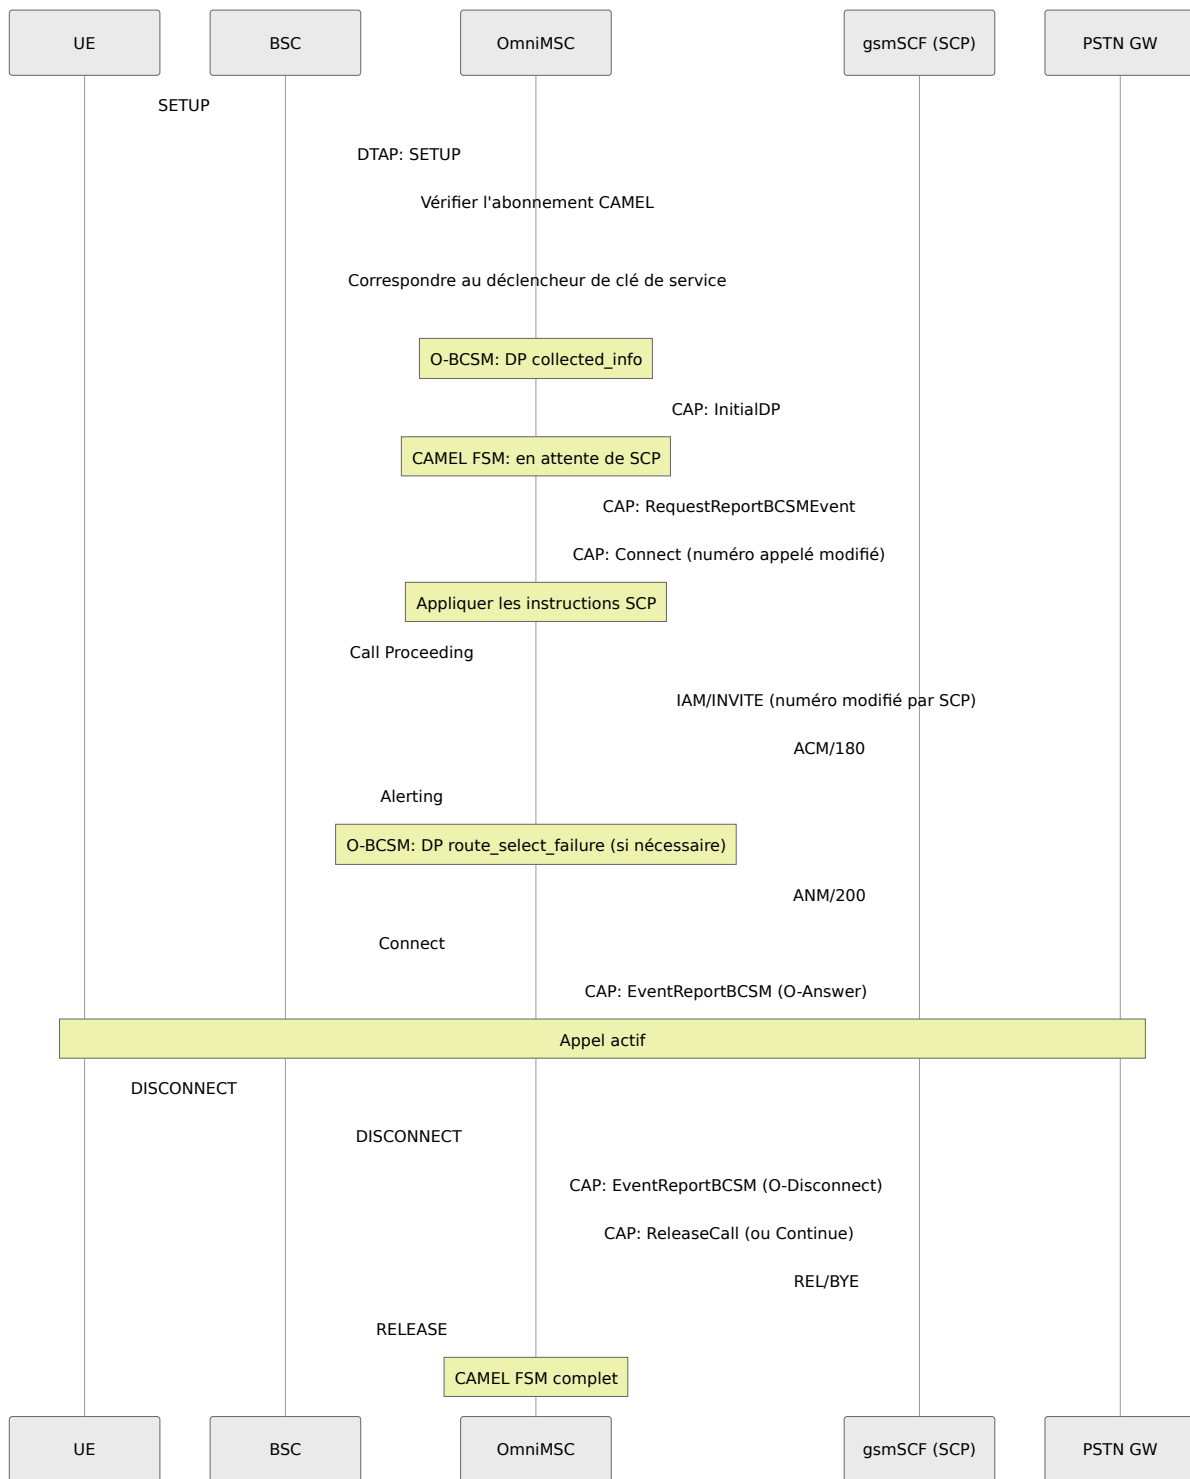 UE
BSC
OmniMSC
gsmSCF (SCP)
PSTN GW
SETUP
DTAP: SETUP
Vérifier l'abonnement CAMEL
Correspondre au déclencheur de clé de service
O-BCSM: DP collected_info
CAP: InitialDP
CAMEL FSM: en attente de SCP
CAP: RequestReportBCSMEvent
CAP: Connect (numéro appelé modifié)
Appliquer les instructions SCP
Call Proceeding
IAM/INVITE (numéro modifié par SCP)
ACM/180
Alerting
O-BCSM: DP route_select_failure (si nécessaire)
ANM/200
Connect
CAP: EventReportBCSM (O-Answer)
Appel actif
DISCONNECT
DISCONNECT
CAP: EventReportBCSM (O-Disconnect)
CAP: ReleaseCall (ou Continue)
REL/BYE
RELEASE
CAMEL FSM complet
UE
BSC
OmniMSC
gsmSCF (SCP)
PSTN GW